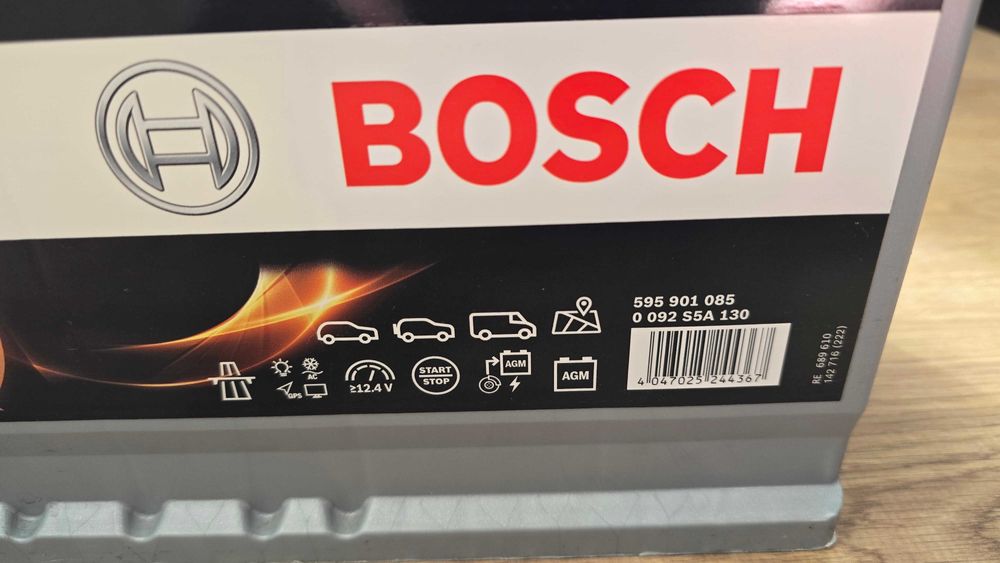 BOSCH
595 901 085
0 092 S5A 130
4 047025 244367
AC
GPS
≥12.4 V
START
STOP
AGM
AGM
RE 689 610
142 716 (222)